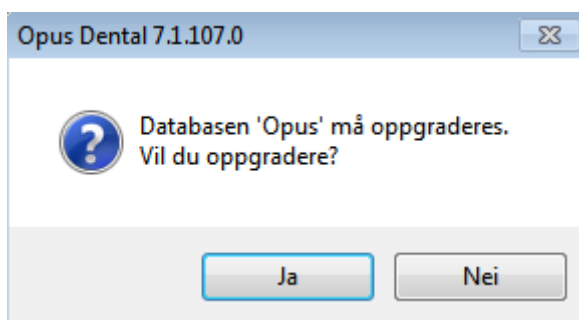 Opus Dental 7.1.107.0
Databasen 'Opus' må oppgraderes.
Vil du oppgradere?
Ja
Nei